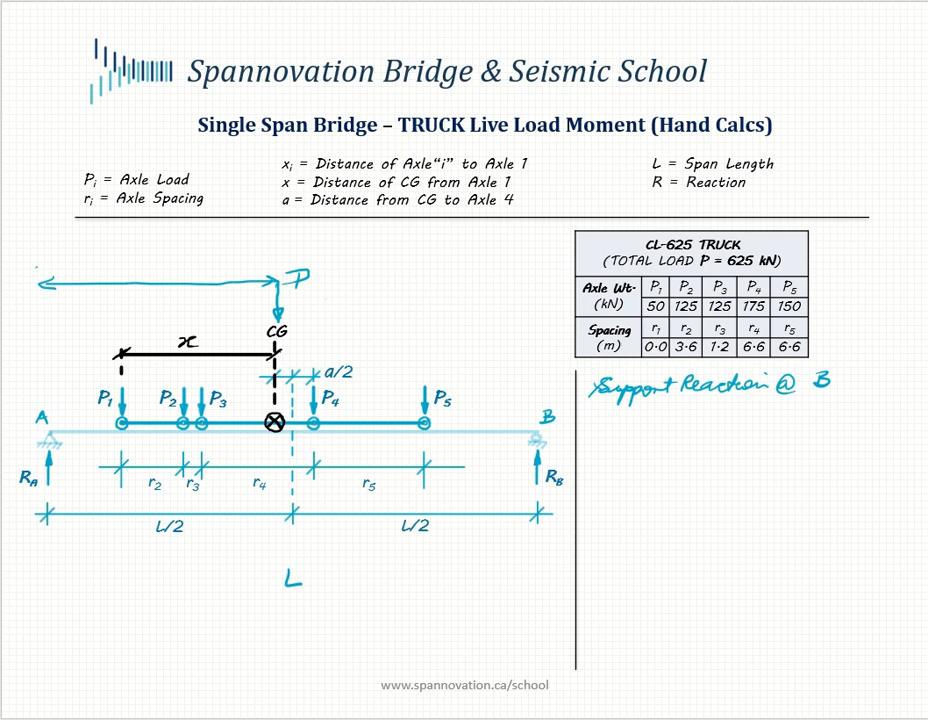 Spannovation Bridge & Seismic School
Single Span Bridge – TRUCK Live Load Moment (Hand Calcs)
Pi = Axle Load
ri = Axle Spacing
xi = Distance of Axle“i” to Axle 1
x = Distance of CG from Axle 1
a = Distance from CG to Axle 4
L = Span Length
R = Reaction
P
CG
x
a/2
P1 P2 P3 P4 P5
A B
RA RB
r2 r3 r4 r5
L/2 L/2
L
CL-625 TRUCK
(TOTAL LOAD P = 625 kN)
Axle Wt. P1 P2 P3 P4 P5
(kN) 50 125 125 175 150
Spacing r1 r2 r3 r4 r5
(m) 0.0 3.6 1.2 6.6 6.6
Support Reaction @ B
www.spannovation.ca/school